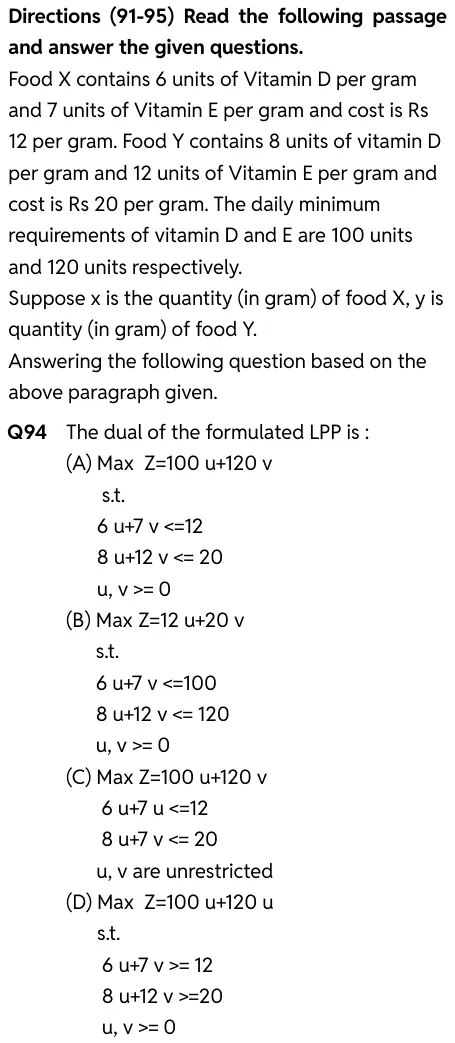 Directions (91-95) Read the following passage
and answer the given questions.
Food X contains 6 units of Vitamin D per gram
and 7 units of Vitamin E per gram and cost is Rs
12 per gram. Food Y contains 8 units of vitamin D
per gram and 12 units of Vitamin E per gram and
cost is Rs 20 per gram. The daily minimum
requirements of vitamin D and E are 100 units
and 120 units respectively.
Suppose x is the quantity (in gram) of food X, y is
quantity (in gram) of food Y.
Answering the following question based on the
above paragraph given.
Q94 The dual of the formulated LPP is :
(A) Max Z=100 u+120 v
s.t.
6 u+7 v <=12
8 u+12 v <= 20
u, v >= 0
(B) Max Z=12 u+20 v
s.t.
6 u+7 v <=100
8 u+12 v <= 120
u, v >= 0
(C) Max Z=100 u+120 v
6 u+7 u <=12
8 u+7 v <= 20
u, v are unrestricted
(D) Max Z=100 u+120 u
s.t.
6 u+7 v >= 12
8 u+12 v >=20
u, v >= 0